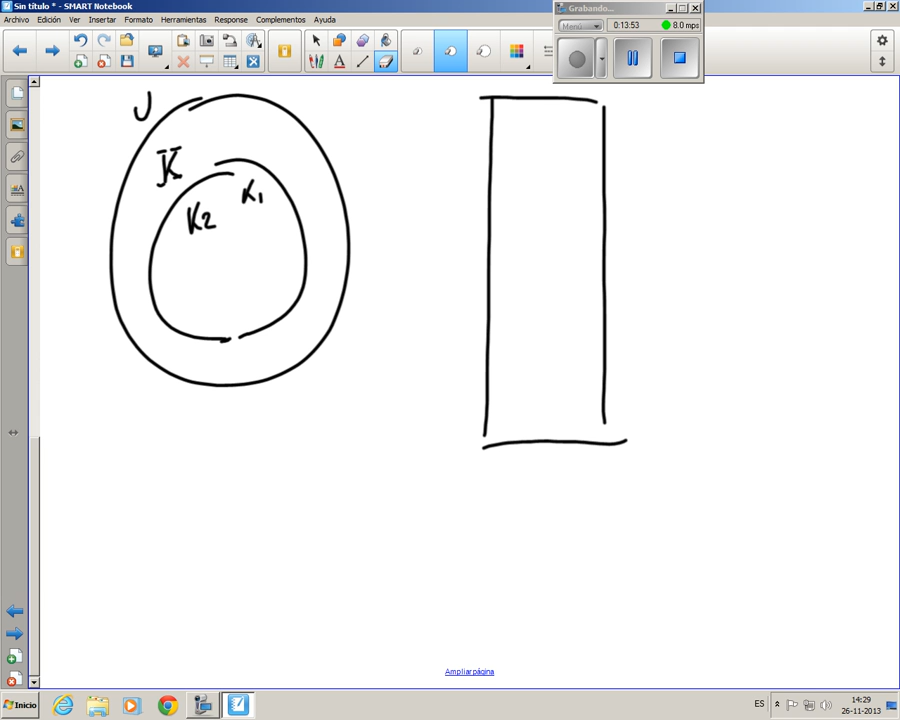 Sin título * - SMART Notebook
Grabando...
Archivo Edición Ver Insertar Formato Herramientas Response Complementos Ayuda
Menú 0:13:53 8.0 mps
J
K
K1
K2
Ampliar página
Inicio
ES
14:29
26-11-2013